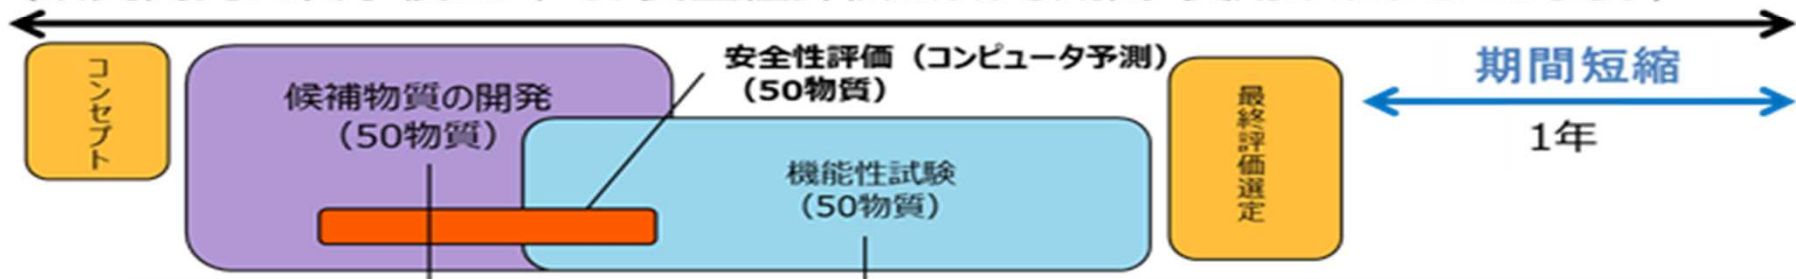 コンセプト
候補物質の開発
（50物質）
安全性評価（コンピュータ予測）
（50物質）
機能性試験
（50物質）
最終評価選定
期間短縮
1年